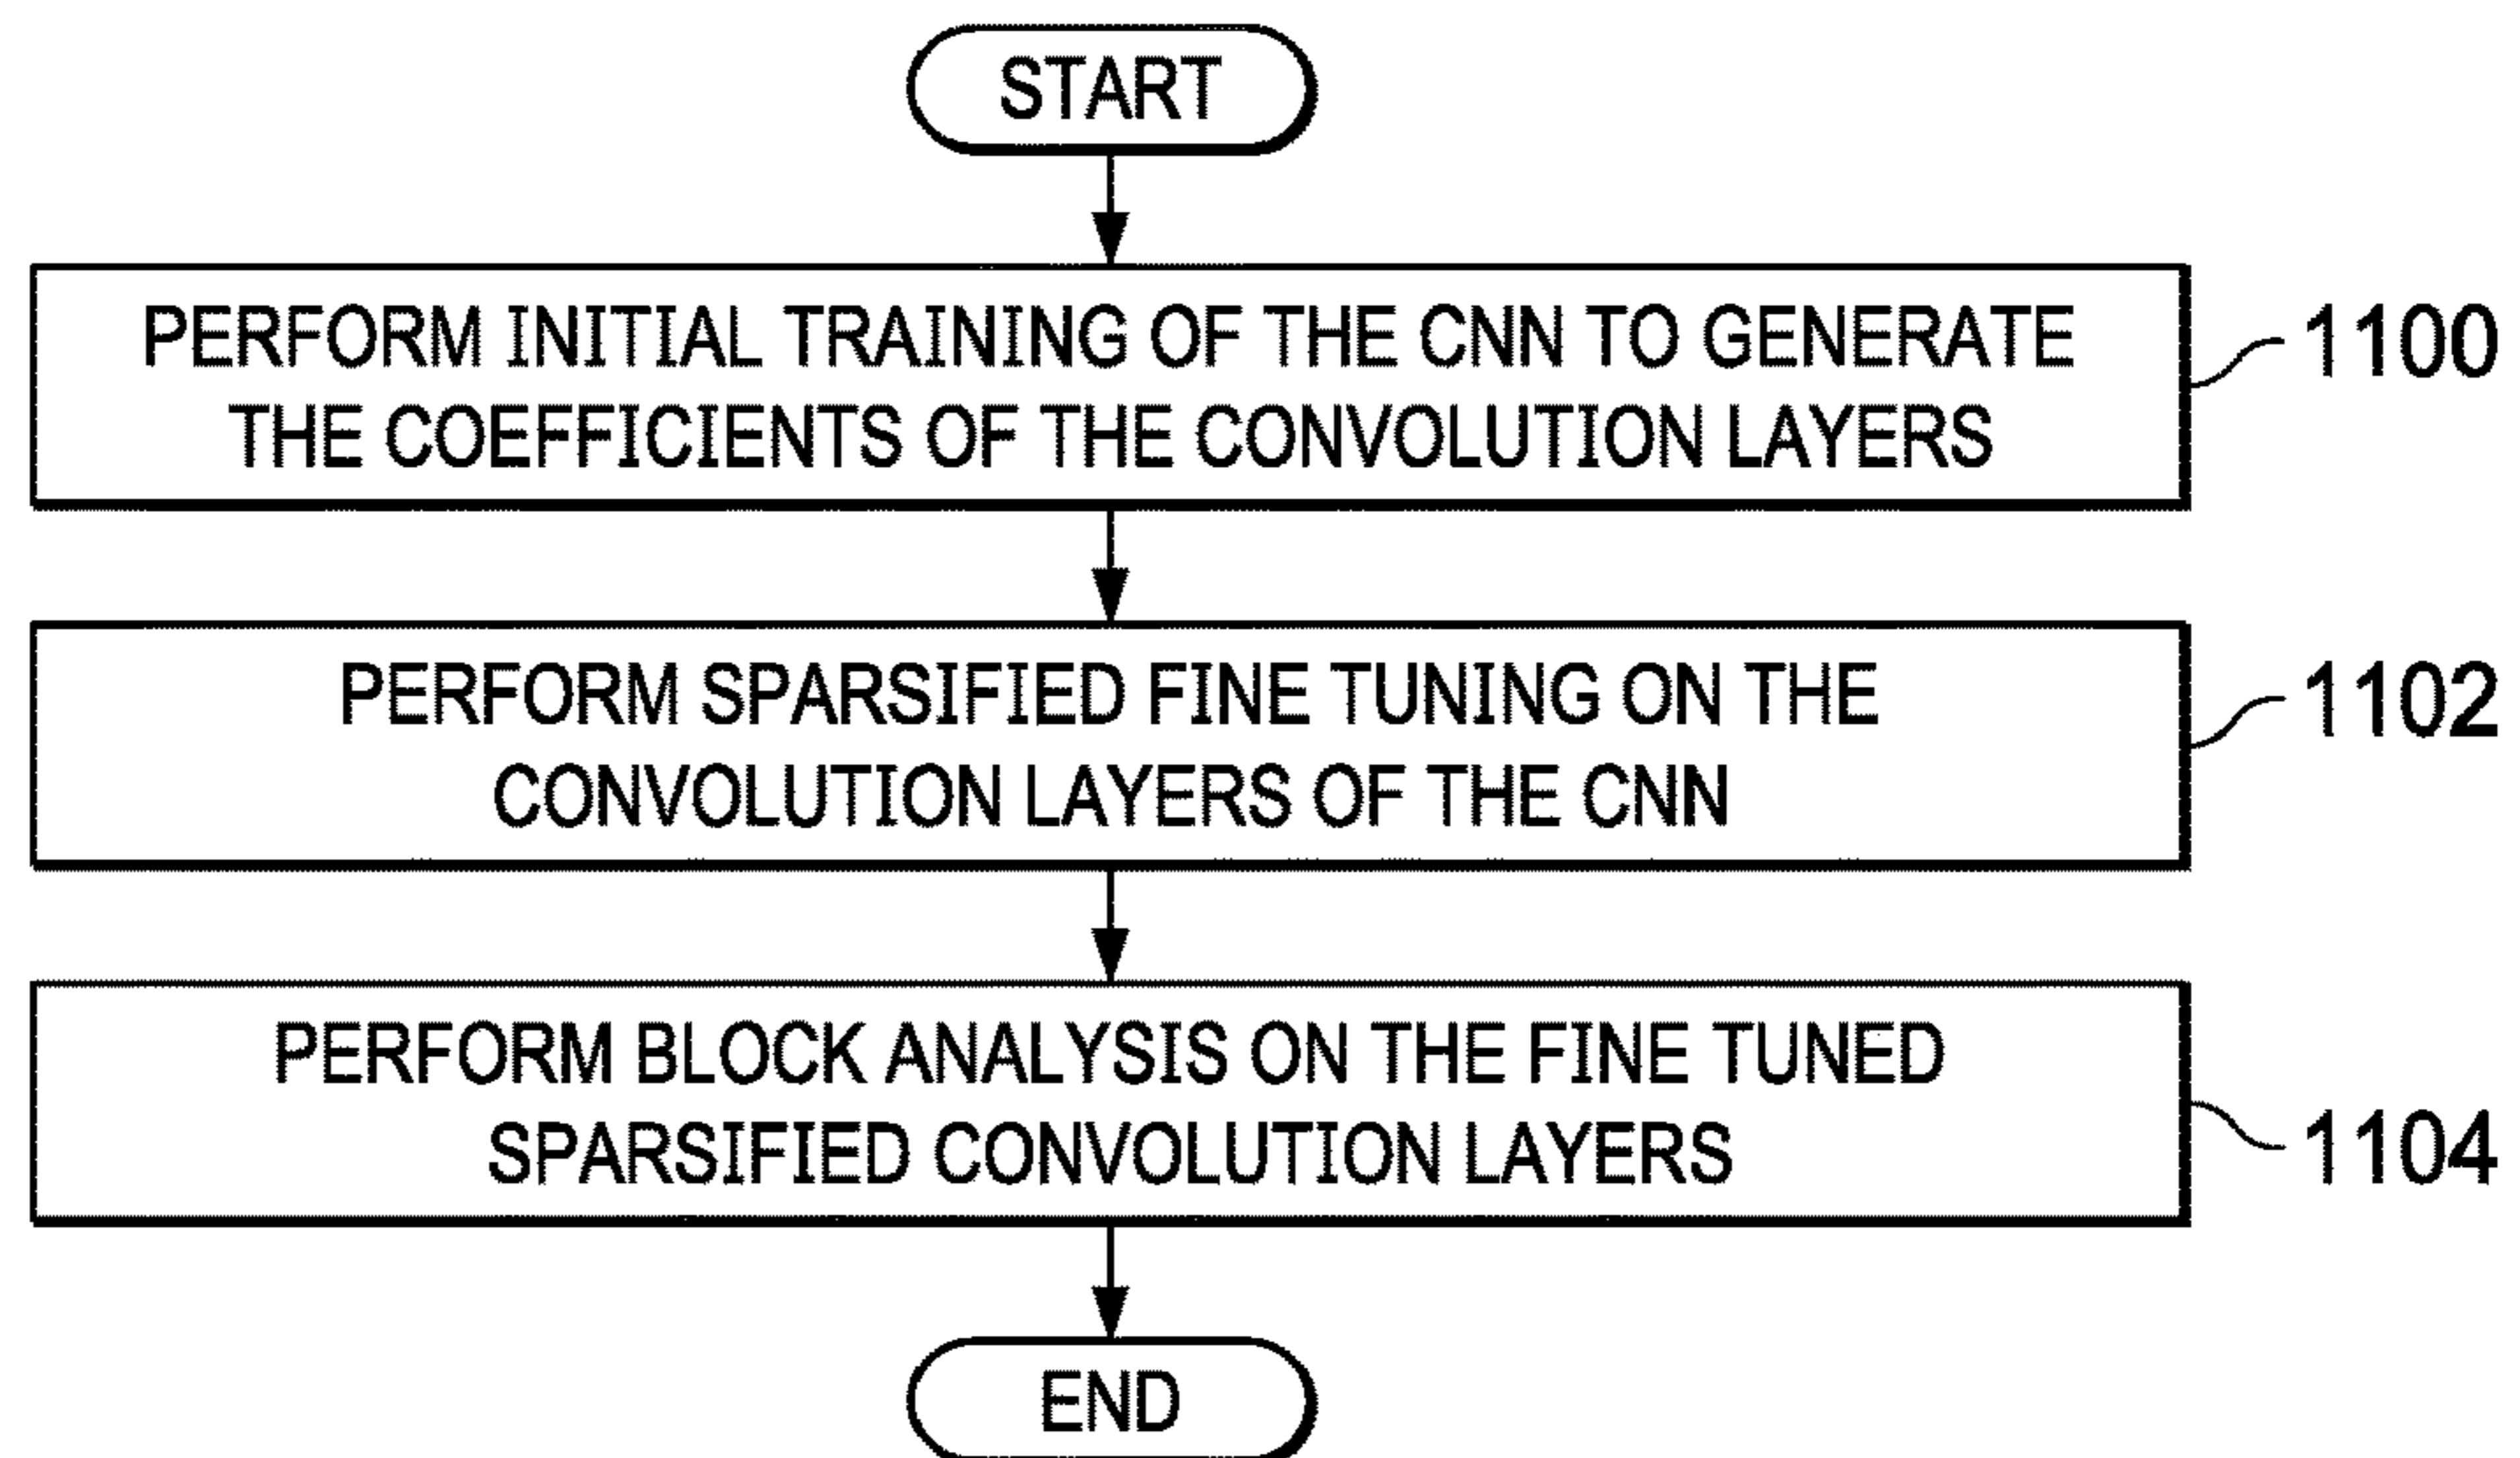 START
PERFORM INITIAL TRAINING OF THE CNN TO GENERATE
THE COEFFICIENTS OF THE CONVOLUTION LAYERS
1100
PERFORM SPARSIFIED FINE TUNING ON THE
CONVOLUTION LAYERS OF THE CNN
1102
PERFORM BLOCK ANALYSIS ON THE FINE TUNED
SPARSIFIED CONVOLUTION LAYERS
1104
END